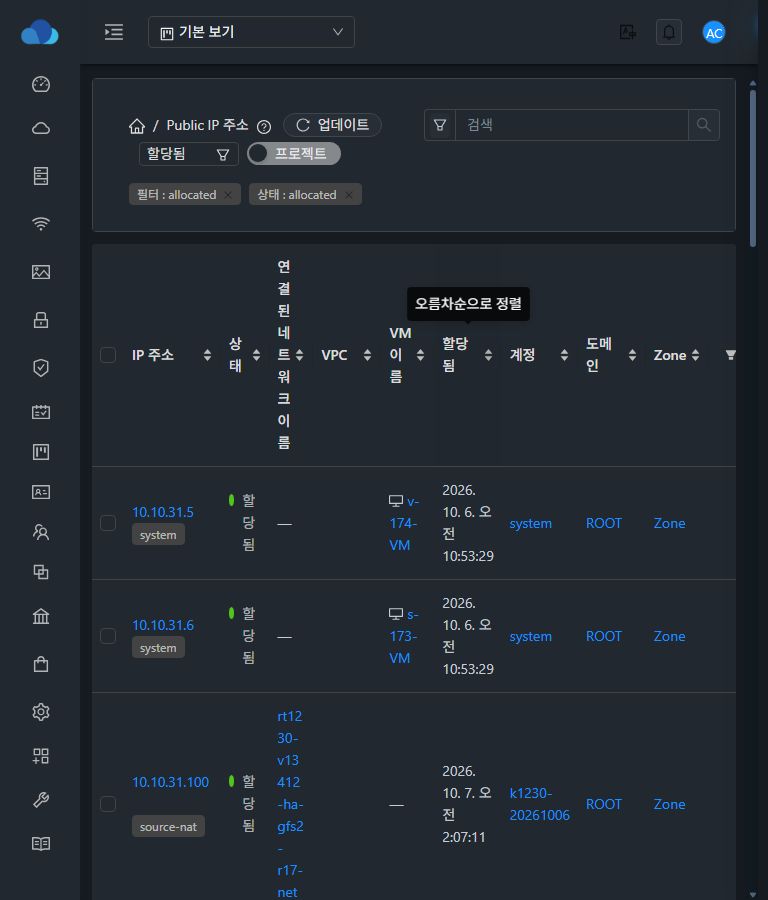 기본 보기
AC
/ Public IP 주소
업데이트
검색
할당됨
프로젝트
필터 : allocated
상태 : allocated
오름차순으로 정렬
IP 주소
상
태
연
결
된
네
트
워
크
이
름
VPC
VM
이
름
할당
됨
계정
도메
인
Zone
10.10.31.5
system
할
당
됨
—
v-
174-
VM
2026.
10. 6. 오
전
10:53:29
system
ROOT
Zone
10.10.31.6
system
할
당
됨
—
s-
173-
VM
2026.
10. 6. 오
전
10:53:29
system
ROOT
Zone
10.10.31.100
source-nat
할
당
됨
rt12
30-
v13
412
-ha-
gfs2
-
r17-
net
—
2026.
10. 7. 오
전
2:07:11
k1230-
20261006
ROOT
Zone